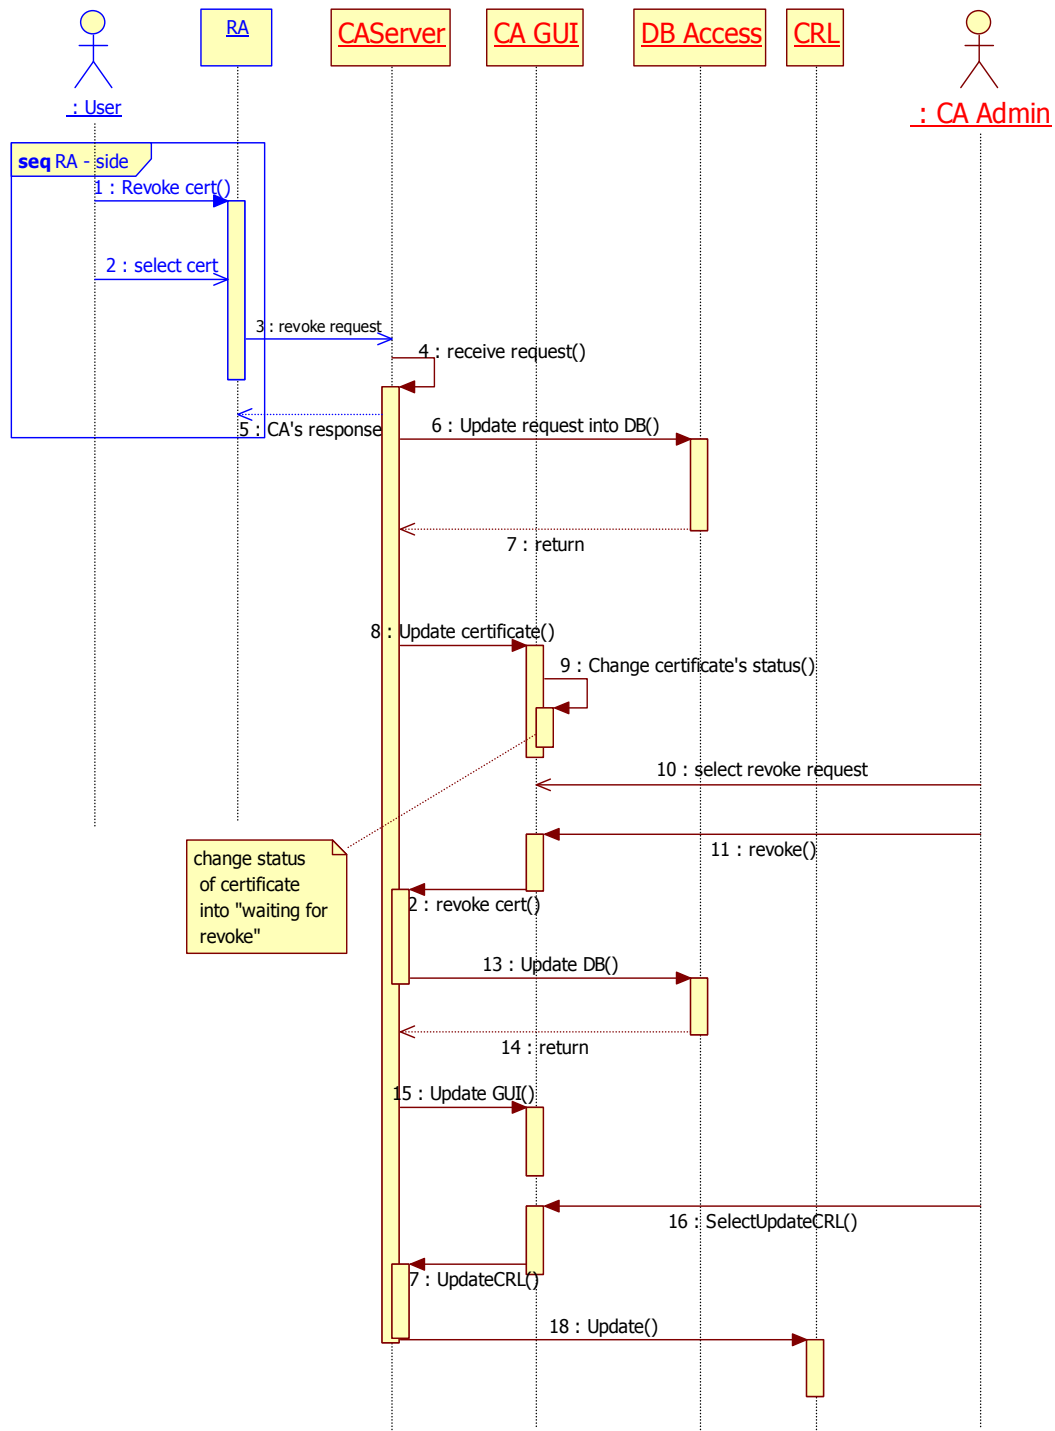 RA
CAServer
CA GUI
DB Access
CRL
: User
: CA Admin
seq RA - side
1 : Revoke cert()
2 : select cert
3 : revoke request
4 : receive request()
5 : CA's response
6 : Update request into DB()
7 : return
8 : Update certificate()
9 : Change certificate's status()
10 : select revoke request
11 : revoke()
change status
of certificate
into "waiting for
revoke"
2 : revoke cert()
13 : Update DB()
14 : return
15 : Update GUI()
16 : SelectUpdateCRL()
7 : UpdateCRL()
18 : Update()